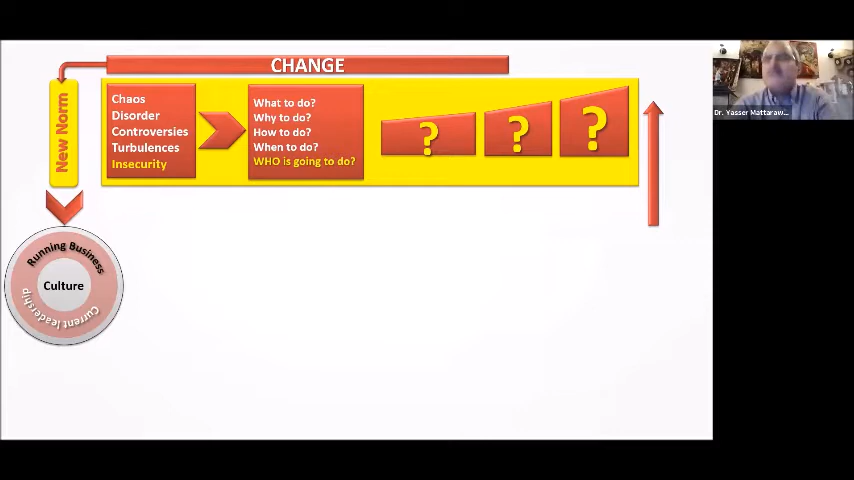 CHANGE
New Norm
Chaos
Disorder
Controversies
Turbulences
Insecurity
What to do?
Why to do?
How to do?
When to do?
WHO is going to do?
?
?
?
Running Business
Culture
Current leadership
Dr. Yasser Mattaraw...